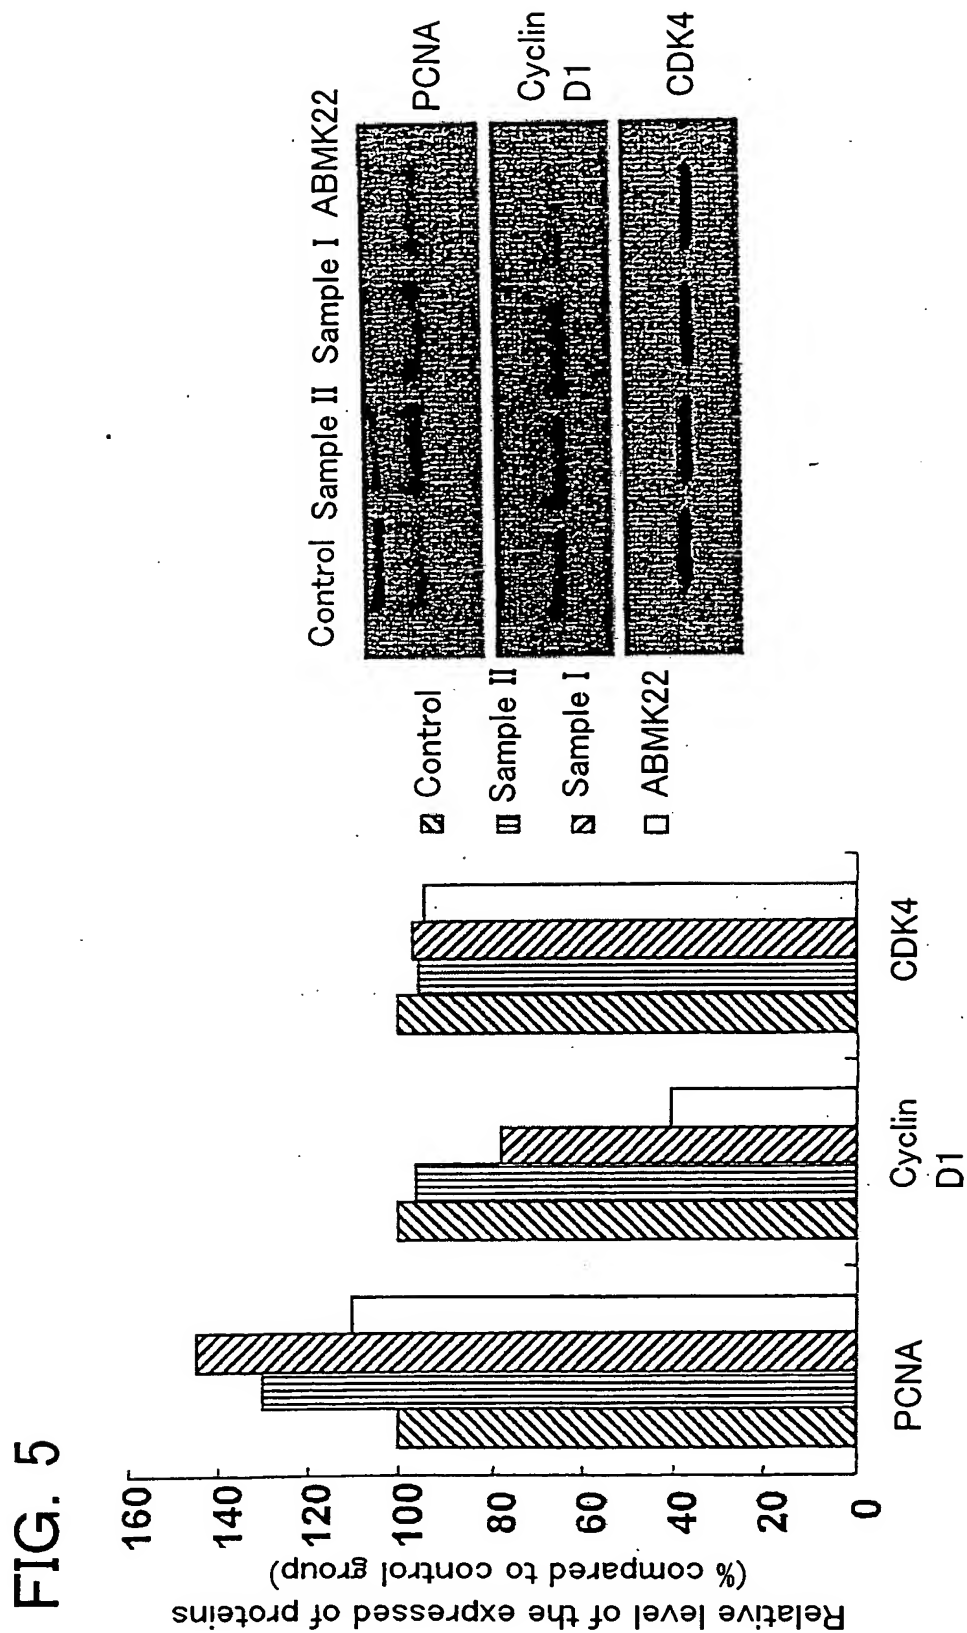 FIG. 5
Relative level of the expressed of proteins
(% compared to control group)
160
140
120
100
80
60
40
20
0
PCNA
Cyclin
D1
CDK4
Control
Sample II
Sample I
ABMK22
Control Sample II Sample I ABMK22
PCNA
Cyclin
D1
CDK4